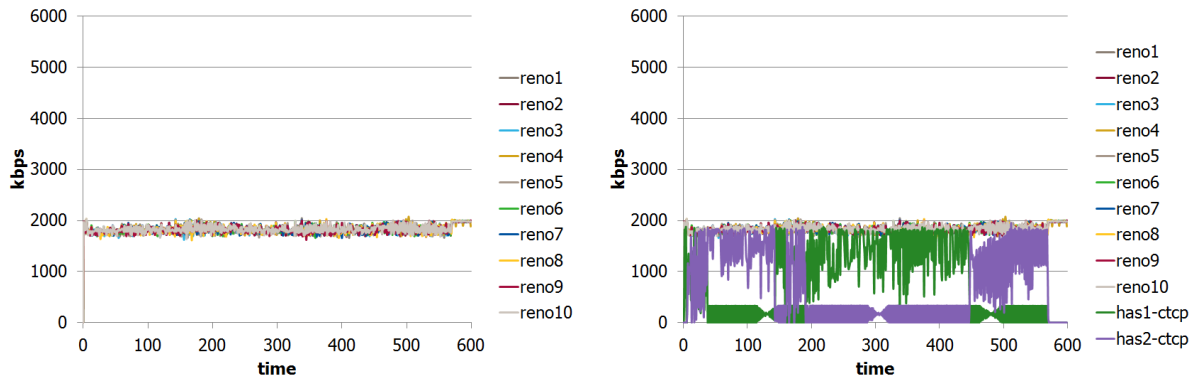 6000
5000
4000
3000
2000
1000
0
kbps
0 100 200 300 400 500 600
time
reno1
reno2
reno3
reno4
reno5
reno6
reno7
reno8
reno9
reno10
6000
5000
4000
3000
2000
1000
0
kbps
0 100 200 300 400 500 600
time
reno1
reno2
reno3
reno4
reno5
reno6
reno7
reno8
reno9
reno10
has1-ctcp
has2-ctcp